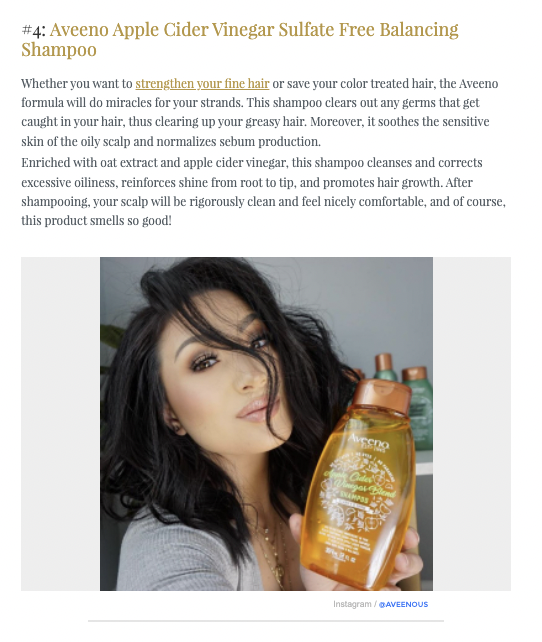 #4: Aveeno Apple Cider Vinegar Sulfate Free Balancing
Shampoo
Whether you want to strengthen your fine hair or save your color treated hair, the Aveeno
formula will do miracles for your strands. This shampoo clears out any germs that get
caught in your hair, thus clearing up your greasy hair. Moreover, it soothes the sensitive
skin of the oily scalp and normalizes sebum production.
Enriched with oat extract and apple cider vinegar, this shampoo cleanses and corrects
excessive oiliness, reinforces shine from root to tip, and promotes hair growth. After
shampooing, your scalp will be rigorously clean and feel nicely comfortable, and of course,
this product smells so good!
Aveeno
Apple Cider
Vinegar Blend
SHAMPOO
Instagram / @AVEENOUS